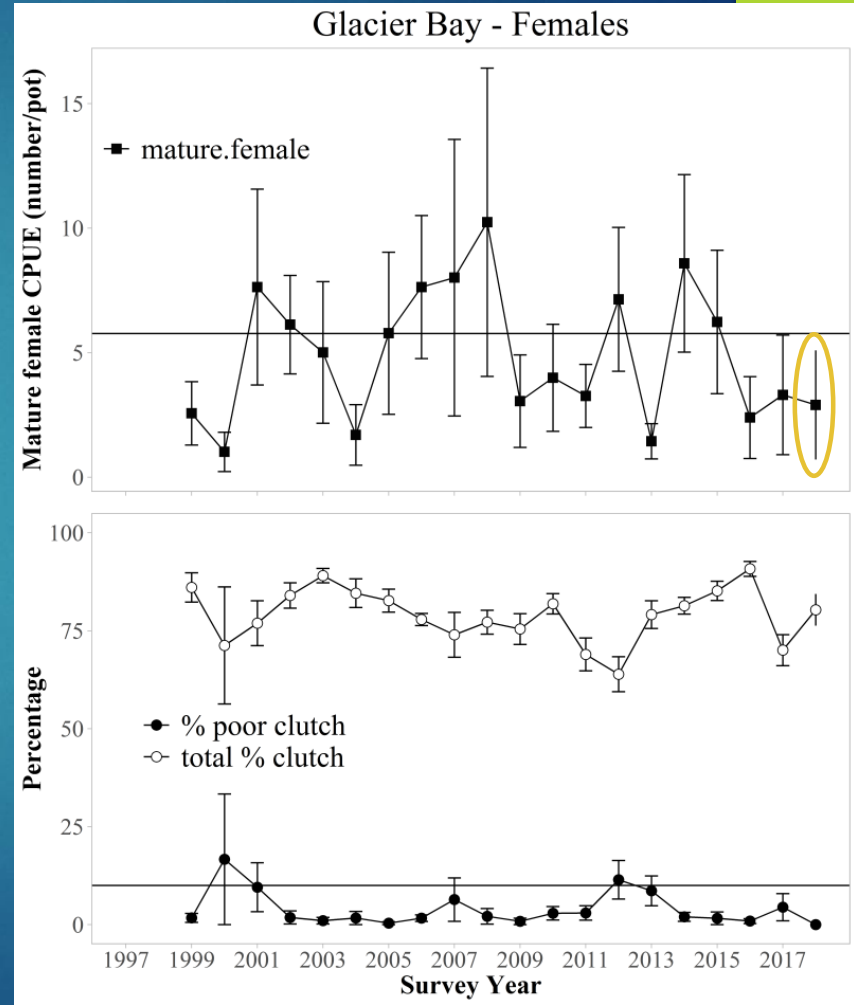 Glacier Bay - Females
Mature female CPUE (number/pot)
15
10
5
0
mature.female
Percentage
100
75
50
25
0
% poor clutch
total % clutch
1997 1999 2001 2003 2005 2007 2009 2011 2013 2015 2017
Survey Year